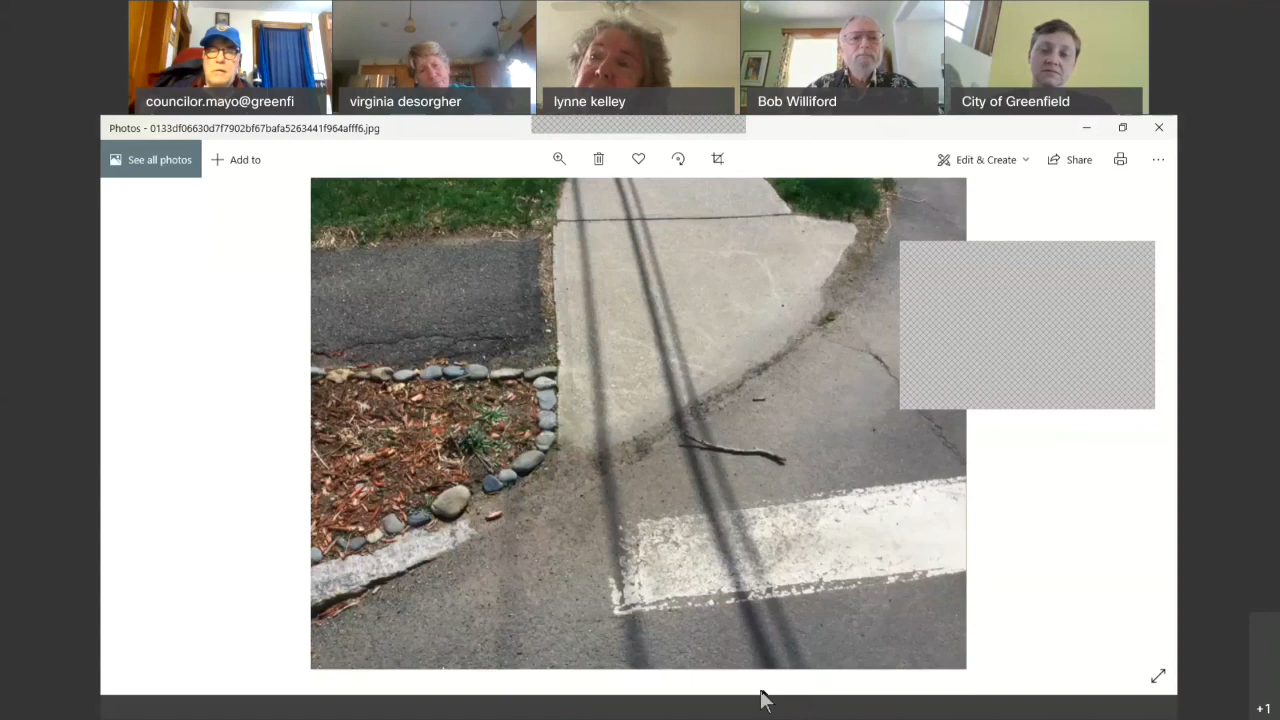 councilor.mayo@greenfi
virginia desorgher
lynne kelley
Bob Williford
City of Greenfield
Photos - 0133df06630d7f7902bf67bafa5263441f964afff6.jpg
See all photos
Add to
Edit & Create
Share
+1